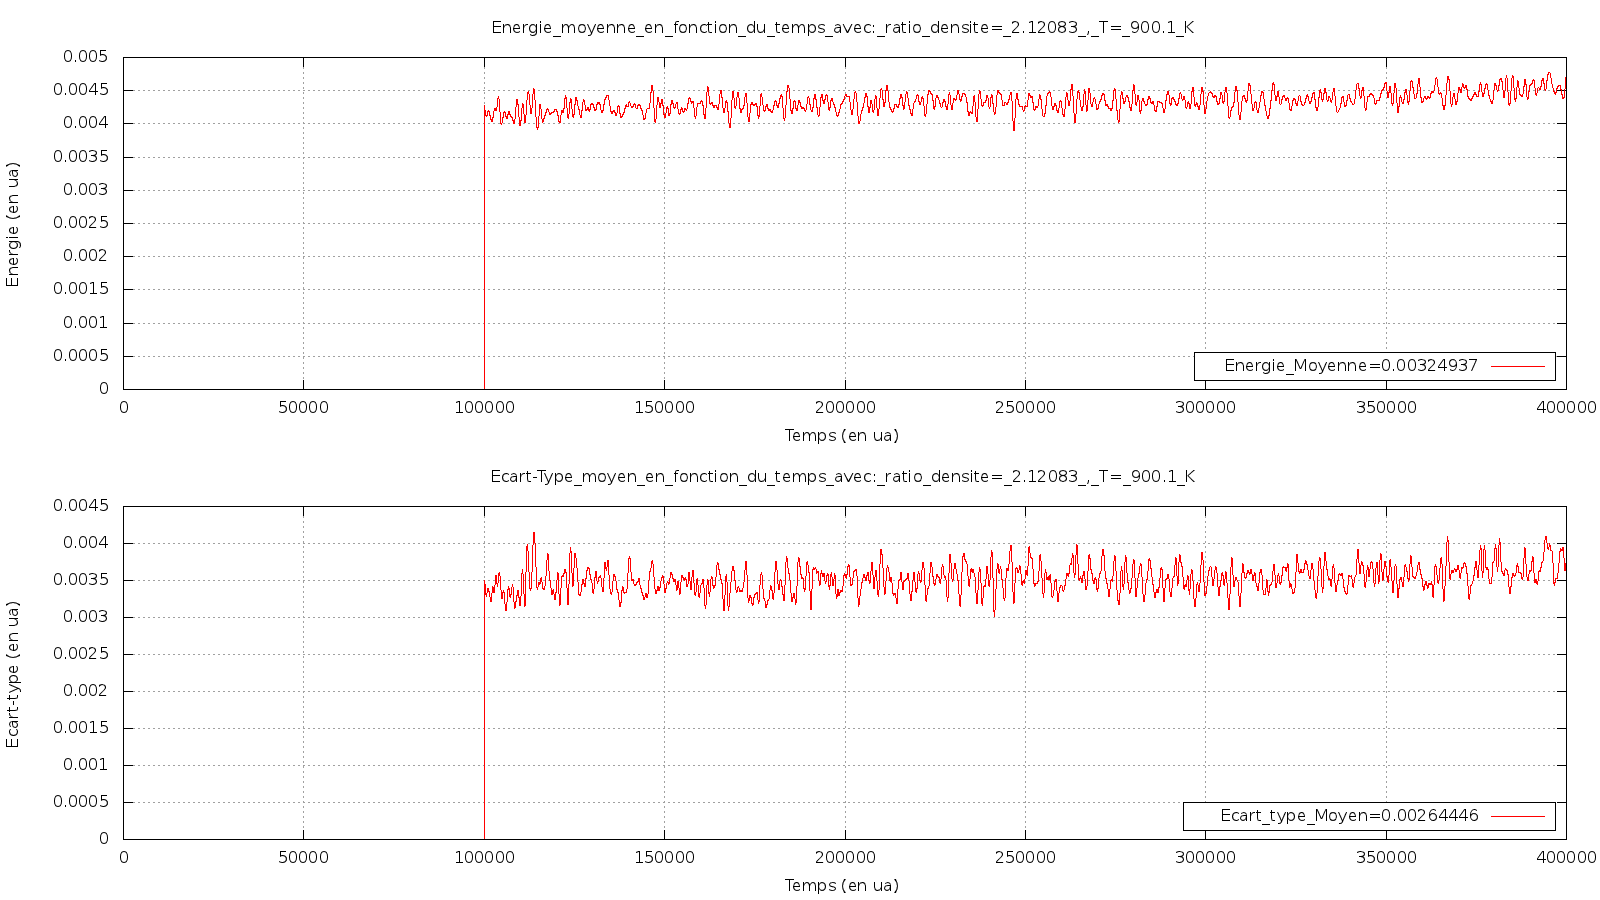 Energie_moyenne_en_fonction_du_temps_avec:_ratio_densite=_2.12083_,_T=_900.1_K
0.005
0.0045
0.004
0.0035
0.003
0.0025
0.002
0.0015
0.001
0.0005
0
Energie (en ua)
Energie_Moyenne=0.00324937
0 50000 100000 150000 200000 250000 300000 350000 400000
Temps (en ua)
Ecart-Type_moyen_en_fonction_du_temps_avec:_ratio_densite=_2.12083_,_T=_900.1_K
0.0045
0.004
0.0035
0.003
0.0025
0.002
0.0015
0.001
0.0005
0
Ecart-type (en ua)
Ecart_type_Moyen=0.00264446
0 50000 100000 150000 200000 250000 300000 350000 400000
Temps (en ua)